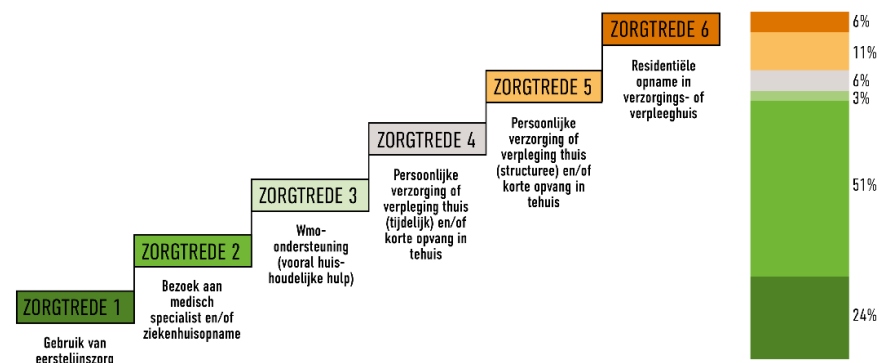 ZORGTREDE 6
Residentiële
opname in
verzorgings- of
verpleeghuis
ZORGTREDE 5
Persoonlijke
verzorging of
verpleging thuis
(structuree) en/of
korte opvang in
tehuis
ZORGTREDE 4
Persoonlijke
verzorging of
verpleging thuis
(tijdelijk) en/of
korte opvang in
tehuis
ZORGTREDE 3
Wmo-
ondersteuning
(vooral huis-
houdelijke hulp)
ZORGTREDE 2
Bezoek aan
medisch
specialist en/of
ziekenhuisopname
ZORGTREDE 1
Gebruik van
eerstelijnszorg
6%
11%
6%
3%
51%
24%